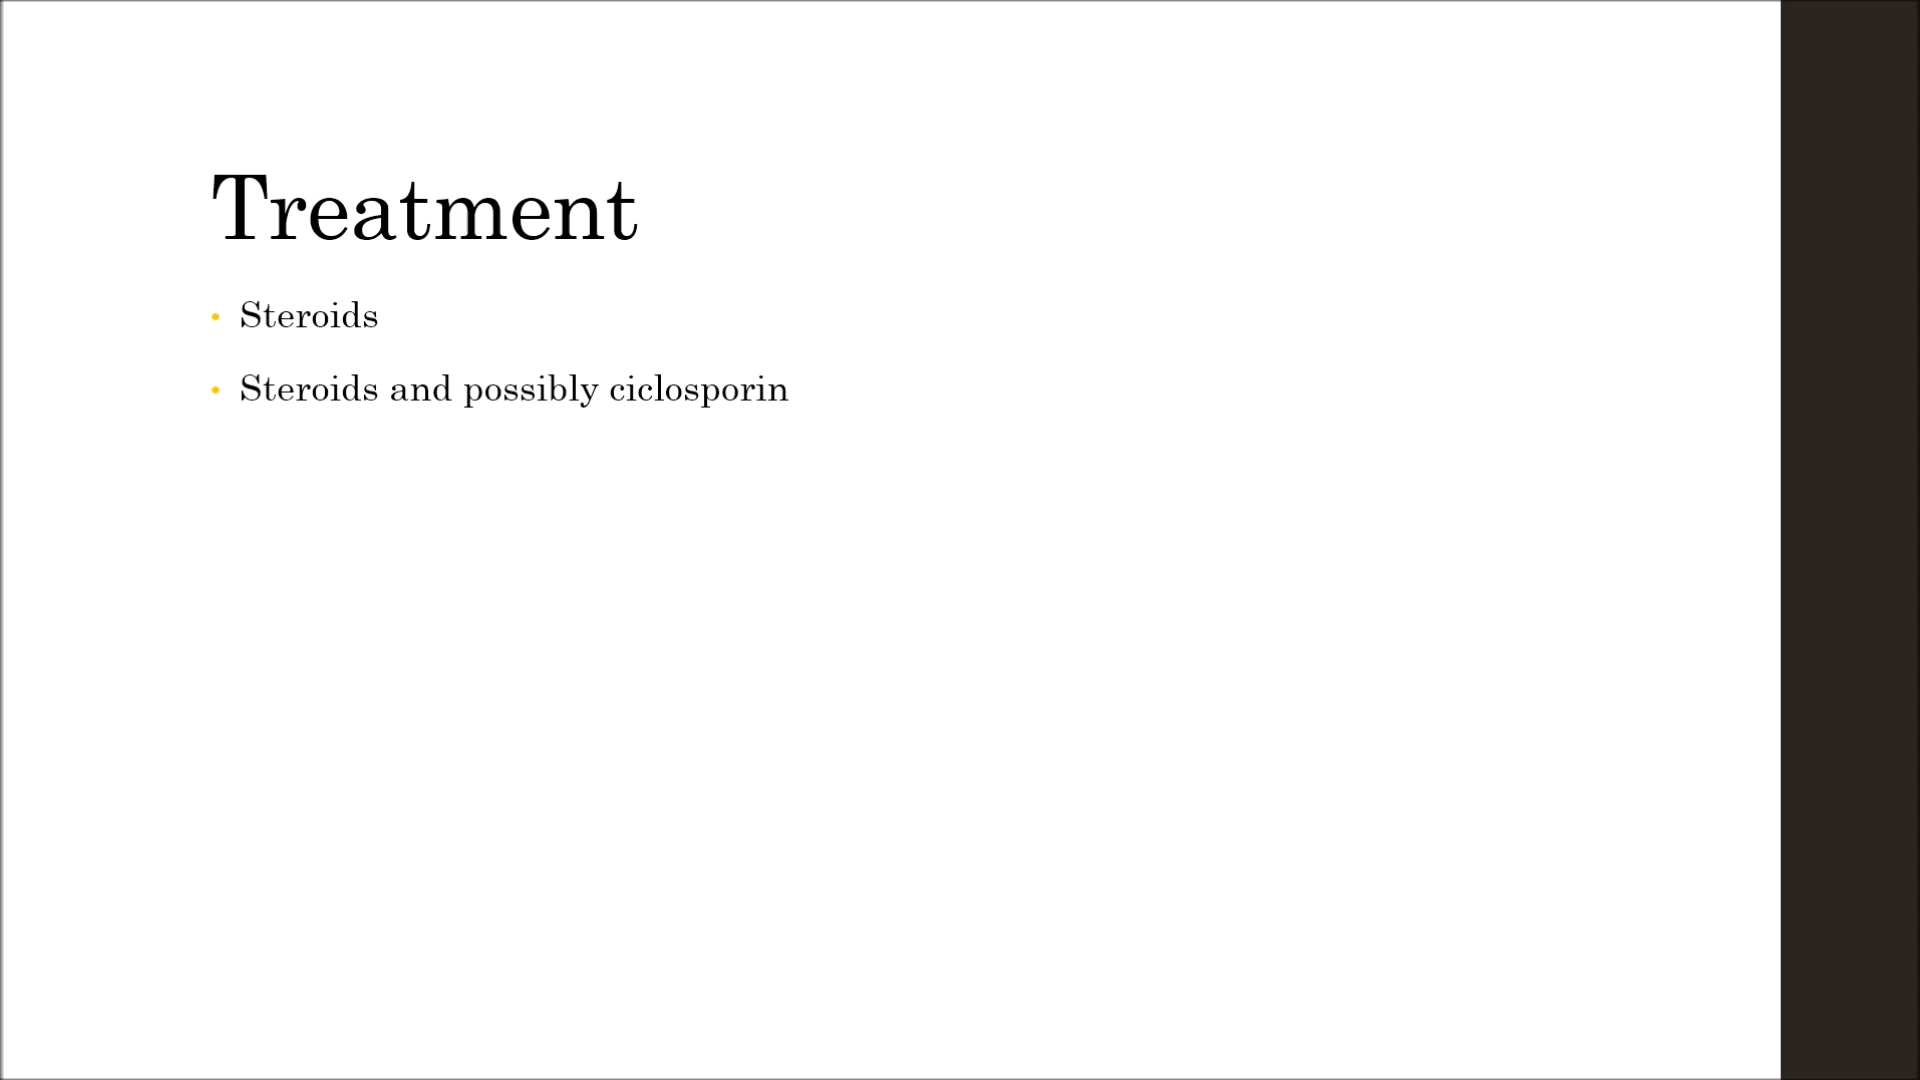 Treatment
• Steroids
• Steroids and possibly ciclosporin